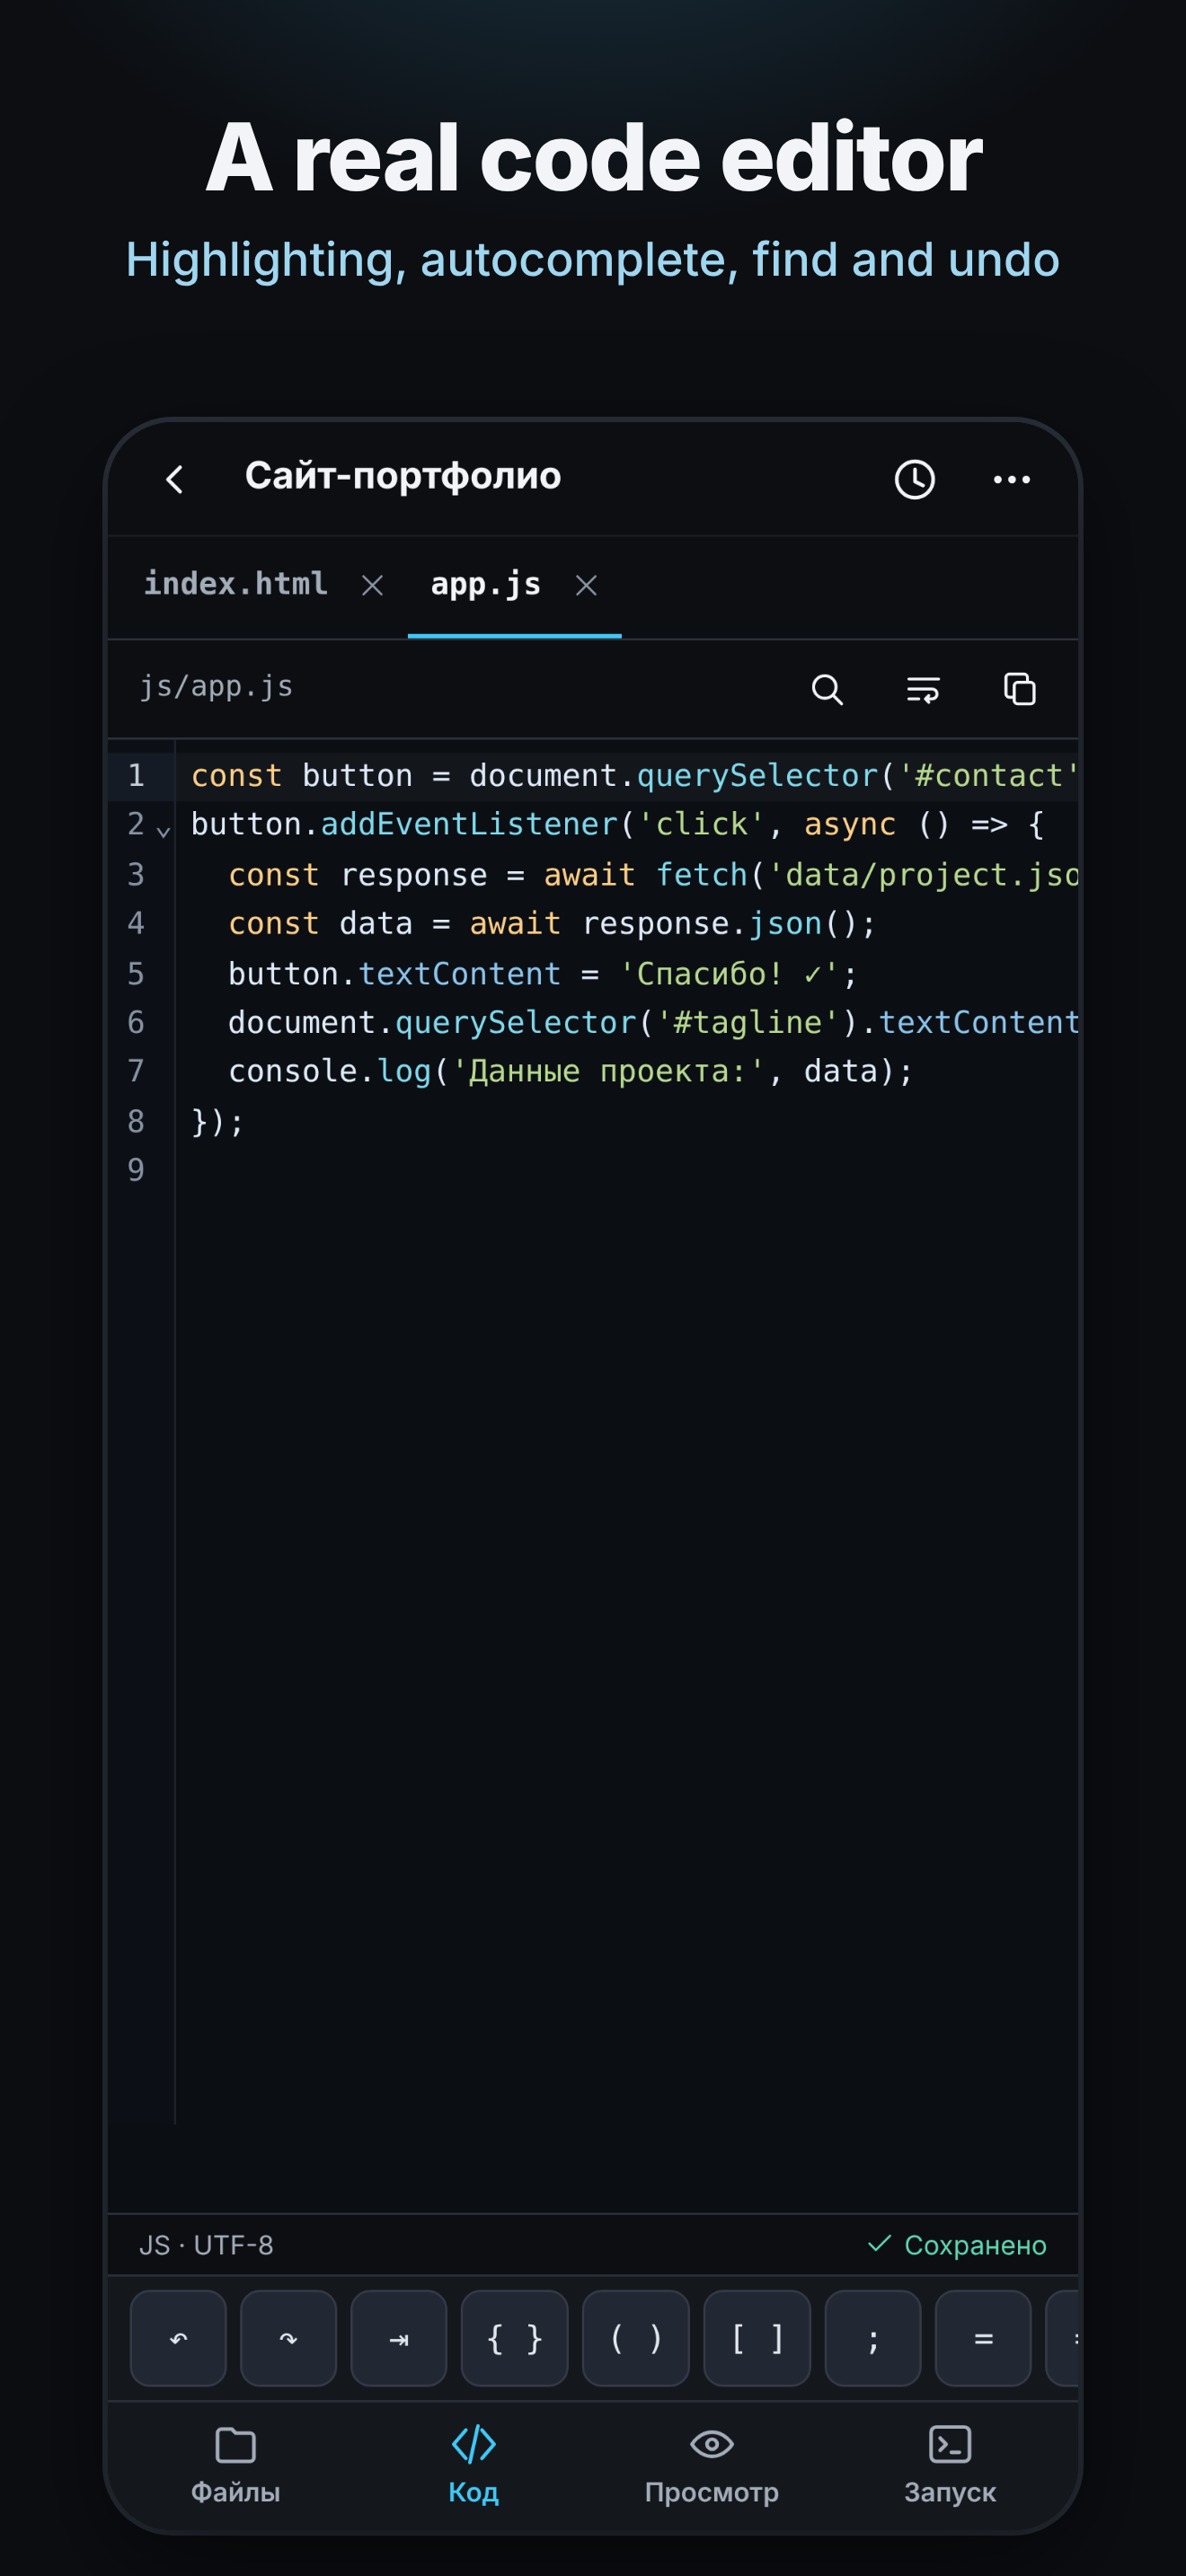 A real code editor
Highlighting, autocomplete, find and undo
Сайт-портфолио
index.html app.js
js/app.js
1 const button = document.querySelector('#contact'
2 button.addEventListener('click', async () => {
3 const response = await fetch('data/project.jso
4 const data = await response.json();
5 button.textContent = 'Спасибо! ✓';
6 document.querySelector('#tagline').textContent
7 console.log('Данные проекта:', data);
8 });
9
JS · UTF-8 ✓ Сохранено
↶ ↷ ⇥ { } ( ) [ ] ; =
Файлы Код Просмотр Запуск